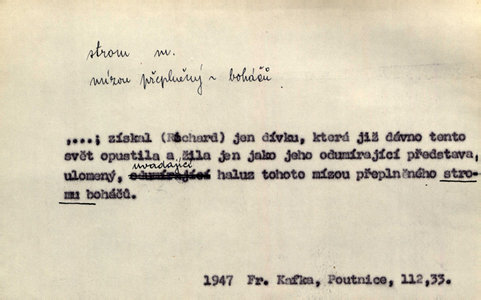 strom m.
mízou přeplněný ~ boháčů
,...; získal (Richard) jen dívku, která již dávno tento
svět opustila a žila jen jako jeho odumírající představa,
uvadající
ulomený, odumírající haluz tohoto mízou přeplněného stro-
mu boháčů.
1947 Fr. Kafka, Poutnice, 112,33.